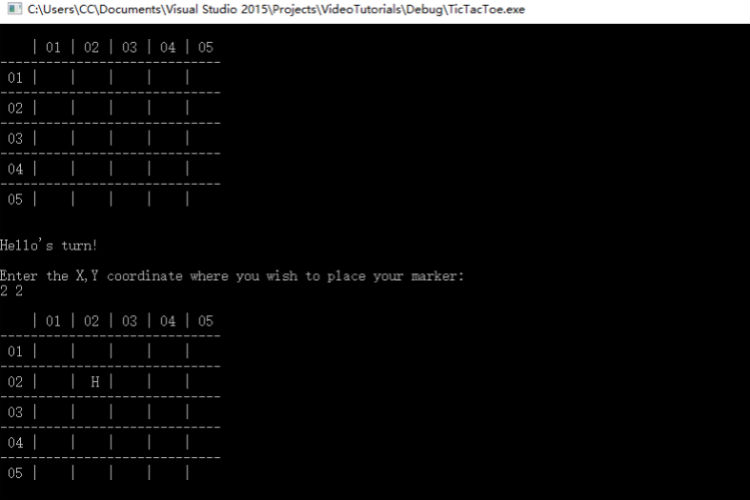 C:\Users\CC\Documents\Visual Studio 2015\Projects\VideoTutorials\Debug\TicTacToe.exe
| 01 | 02 | 03 | 04 | 05
-----------------------------
01 |    |    |    |    |
-----------------------------
02 |    |    |    |    |
-----------------------------
03 |    |    |    |    |
-----------------------------
04 |    |    |    |    |
-----------------------------
05 |    |    |    |    |
Hello's turn!
Enter the X,Y coordinate where you wish to place your marker:
2 2
| 01 | 02 | 03 | 04 | 05
-----------------------------
01 |    |    |    |    |
-----------------------------
02 |    |  H |    |    |
-----------------------------
03 |    |    |    |    |
-----------------------------
04 |    |    |    |    |
-----------------------------
05 |    |    |    |    |